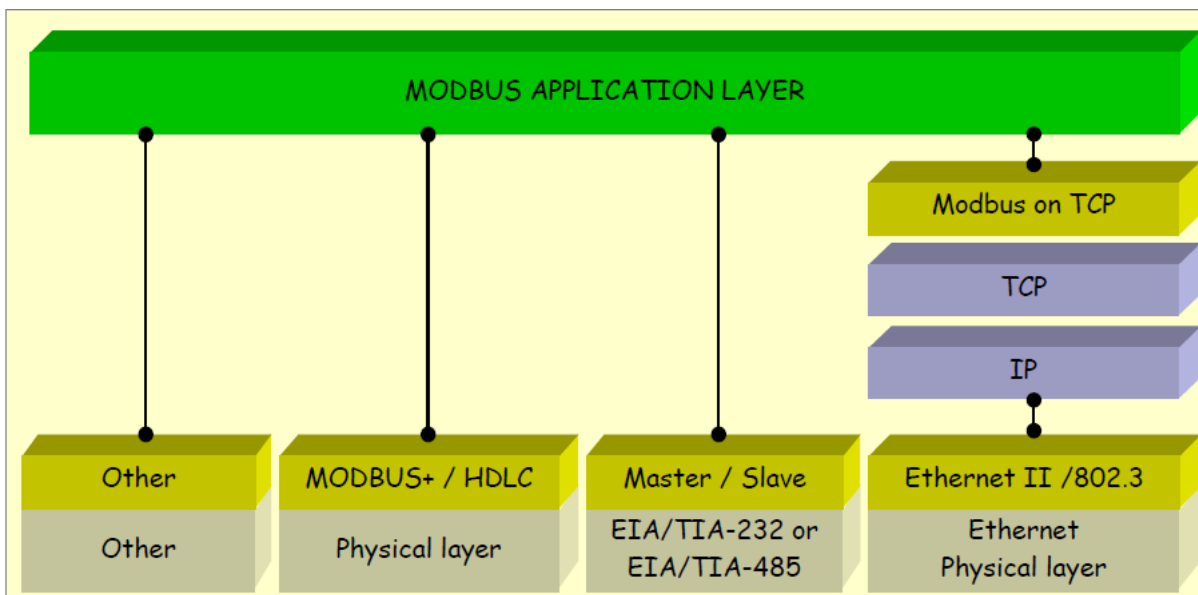 MODBUS APPLICATION LAYER
Modbus on TCP
TCP
IP
Other
MODBUS+ / HDLC
Master / Slave
Ethernet II /802.3
Other
Physical layer
EIA/TIA-232 or
EIA/TIA-485
Ethernet
Physical layer